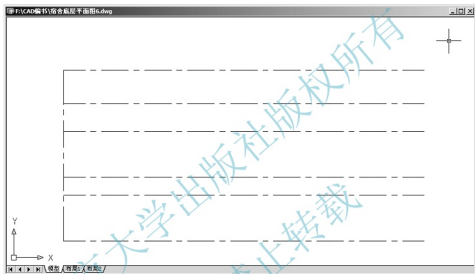 F:\CAD编书\宿舍底层平面图6.dwg
大学出版社版权所有
禁止转载
Y
X
模型 布局1 布局2